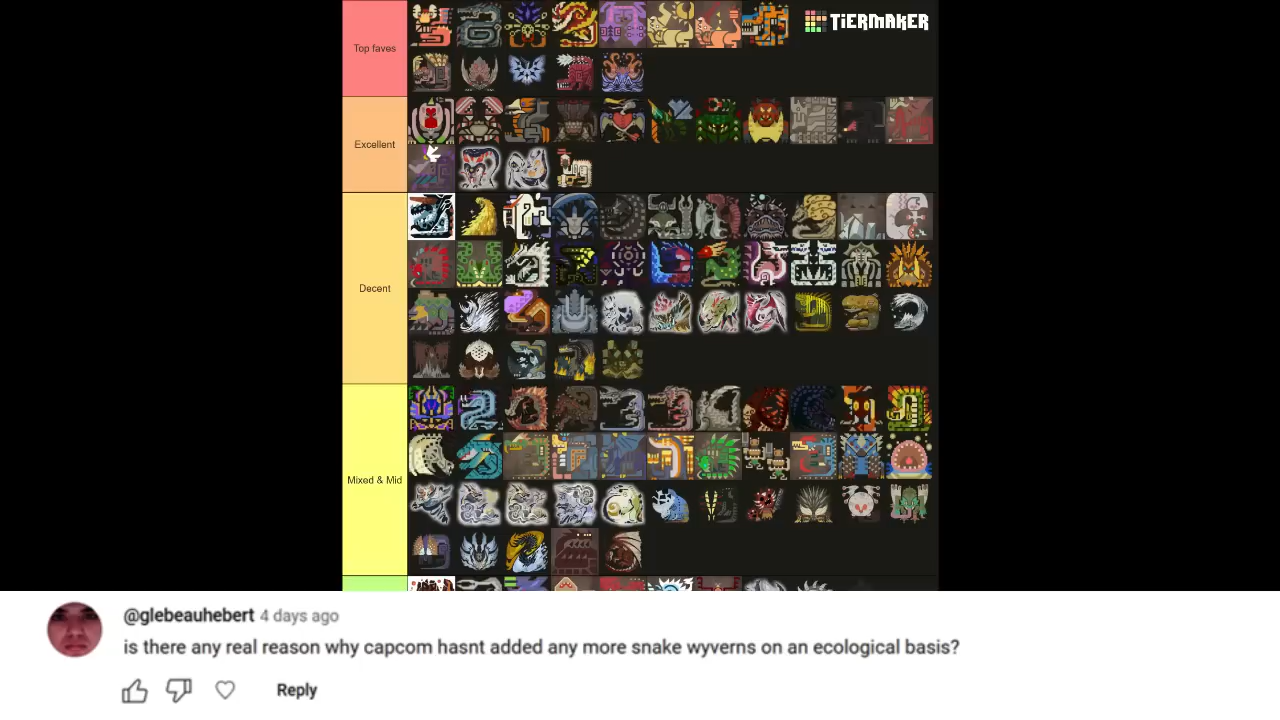 TIERMAKER
Top faves
Excellent
Decent
Mixed & Mid
@glebeauhebert 4 days ago
is there any real reason why capcom hasnt added any more snake wyverns on an ecological basis?
Reply